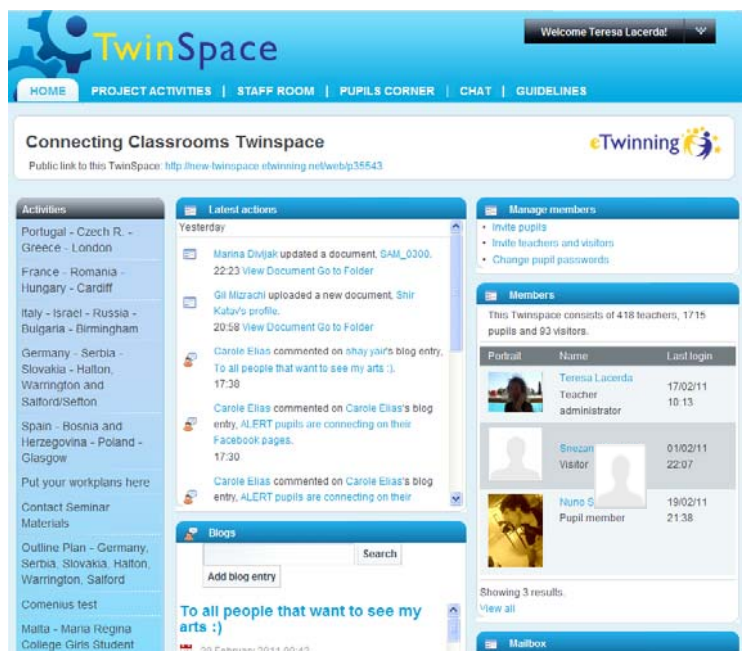 TwinSpace
Welcome Teresa Lacerda!
HOME PROJECT ACTIVITIES | STAFF ROOM | PUPILS CORNER | CHAT | GUIDELINES
Connecting Classrooms Twinspace
Public link to this TwinSpace: http://new-twinspace.etwinning.net/web/p35543
eTwinning
Activities
Portugal - Czech R. -
Greece - London
France - Romania -
Hungary - Cardiff
Italy - Israel - Russia -
Bulgaria - Birmingham
Germany - Serbia -
Slovakia - Halton,
Warrington and
Salford/Sefton
Spain - Bosnia and
Herzegovina - Poland -
Glasgow
Put your workplans here
Contact Seminar
Materials
Outline Plan - Germany,
Serbia, Slovakia, Halton,
Warrington, Salford
Comenius test
Malta - Maria Regina
College Girls Student
Latest actions
Yesterday
Marina Divljak updated a document, SAM_0300.
22:23 View Document Go to Folder
Gil Mizrachi uploaded a new document, Shir
Katav's profile.
20:58 View Document Go to Folder
Carole Elias commented on shay yair's blog entry,
To all people that want to see my arts :).
17:38
Carole Elias commented on Carole Elias's blog
entry, ALERT pupils are connecting on their
Facebook pages.
17:30
Carole Elias commented on Carole Elias's blog
entry, ALERT pupils are connecting on their
Blogs
Search
Add blog entry
To all people that want to see my
arts :)
February 2011
Manage members
• Invite pupils
• Invite teachers and visitors
• Change pupil passwords
Members
This Twinspace consists of 418 teachers, 1715
pupils and 93 visitors.
Portrait Name Last login
Teresa Lacerda
Teacher
administrator
17/02/11
10:13
Snezan
Visitor
01/02/11
22:07
Nuno S
Pupil member
19/02/11
21:38
Showing 3 results.
View all
Mailbox